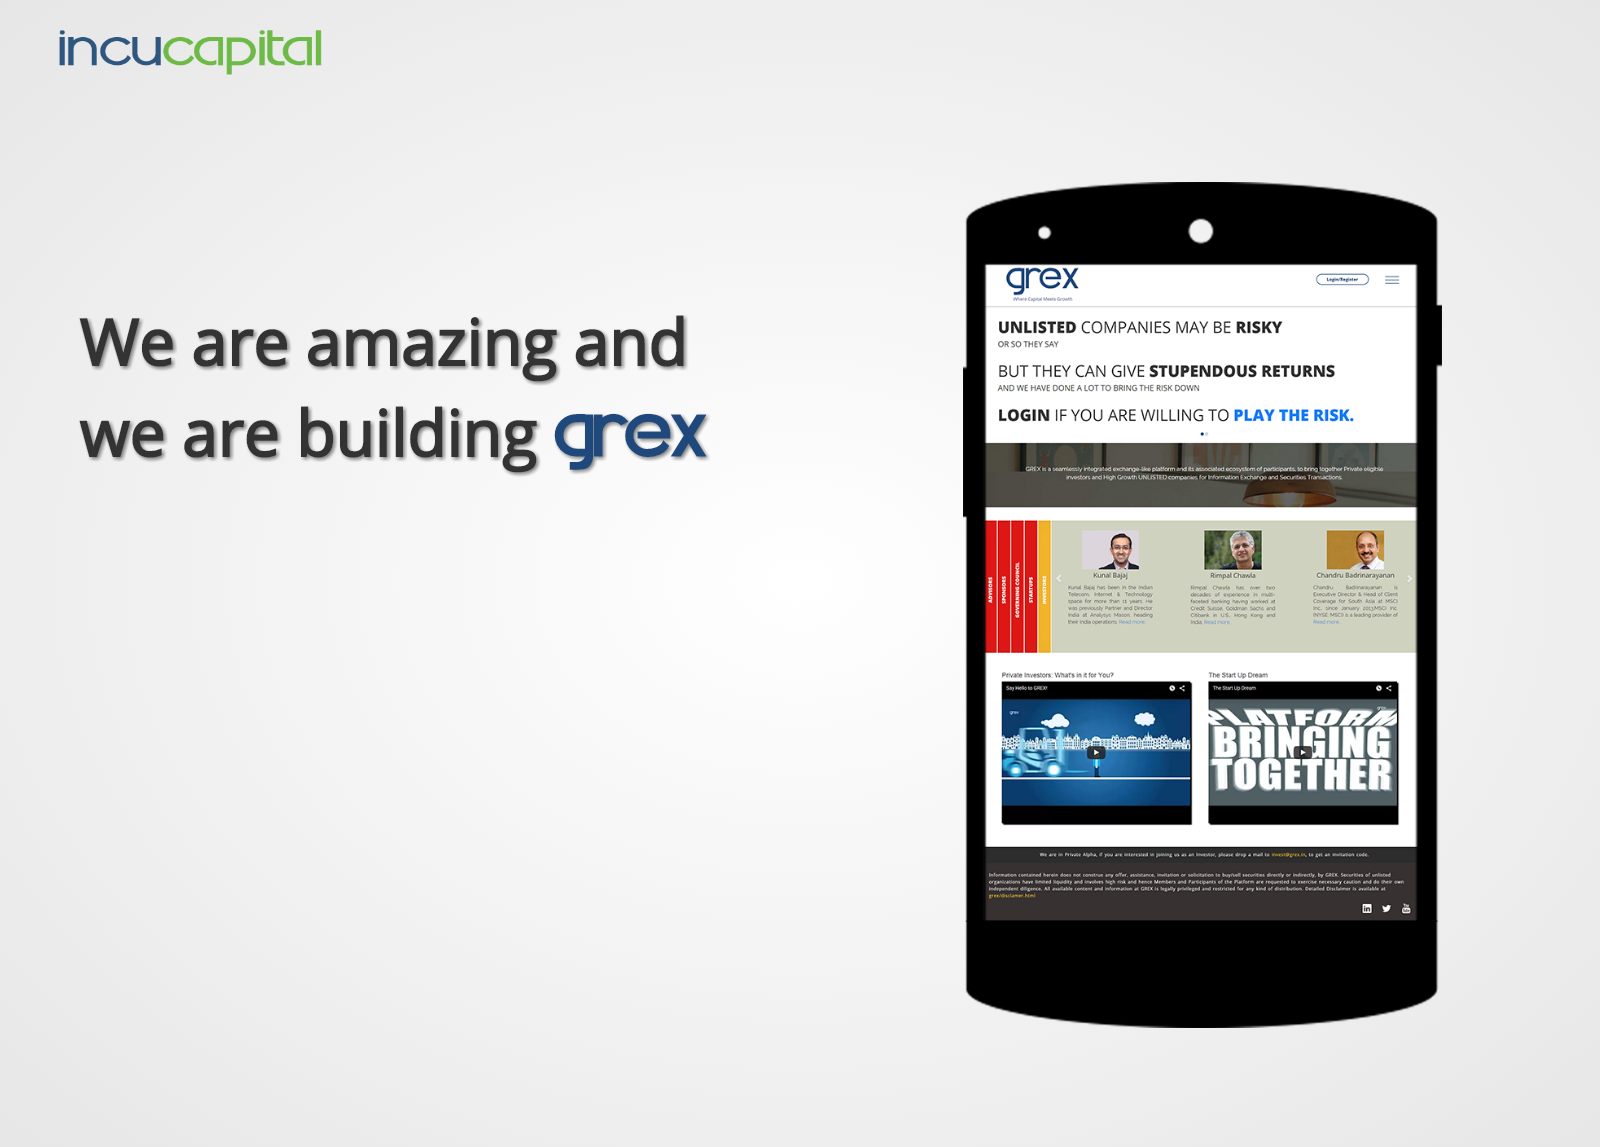 incucapital
We are amazing and
we are building grex
grex
Where Capital Meets Growth
Login/Register
UNLISTED COMPANIES MAY BE RISKY
OR SO THEY SAY
BUT THEY CAN GIVE STUPENDOUS RETURNS
AND WE HAVE DONE A LOT TO BRING THE RISK DOWN
LOGIN IF YOU ARE WILLING TO PLAY THE RISK.
GREX is a seamlessly integrated exchange-like platform and its associated ecosystem of participants, to bring together Private eligible
investors and High Growth UNLISTED companies for Information Exchange and Securities Transactions.
ADVISORS
SPONSORS
GOVERNING COUNCIL
STARTUPS
INVESTORS
Kunal Bajaj
Kunal Bajaj has been in the Indian
Telecom, Internet & Technology
space for more than 11 years. He
was previously Partner and Director
India at Analysys Mason, heading
their India operations. Read more..
Rimpal Chawla
Rimpal Chawla has over two
decades of experience in multi-
faceted banking having worked at
Credit Suisse, Goldman Sachs and
Citibank in U.S, Hong Kong and
India. Read more..
Chandru Badrinarayanan
Chandru Badrinarayanan is
Executive Director & Head of Client
Coverage for South Asia at MSCI
Inc., since January 2013.MSCI Inc.
(NYSE: MSCI) is a leading provider of
Read more..
Private Investors: What's in it for You?
Say Hello to GREX!
grex
The Start Up Dream
The Start Up Dream
grex
PLATFORM
BRINGING
TOGETHER
We are in Private Alpha, if you are interested in joining us as an Investor, please drop a mail to invest@grex.in, to get an invitation code.
Information contained herein does not construe any offer, assistance, invitation or solicitation to buy/sell securities directly or indirectly, by GREX. Securities of unlisted
organizations have limited liquidity and involves high risk and hence Members and Participants of the Platform are requested to exercise necessary caution and do their own
independent diligence. All available content and information at GREX is legally privileged and restricted for any kind of distribution. Detailed Disclaimer is available at
grex/disclamer.html
in
You
Tube